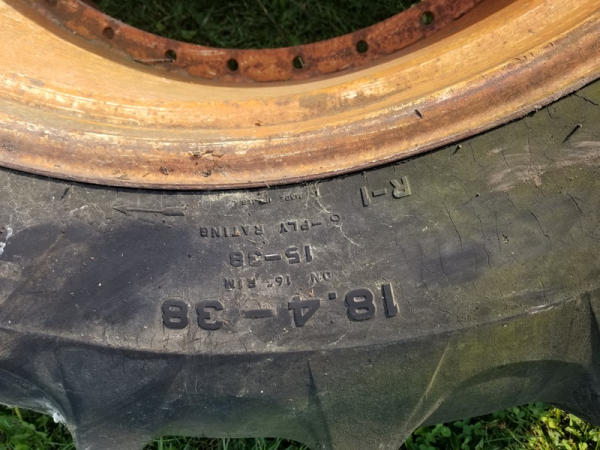 18.4-38
ON 16" RIM
15-38
6-PLY RATING
R-1